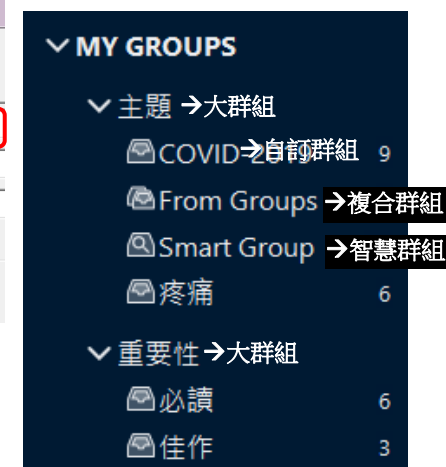 MY GROUPS
主題 →大群組
COVID-2019 →自訂群組 9
From Groups →複合群組
Smart Group →智慧群組
疼痛 6
重要性 →大群組
必讀 6
佳作 3